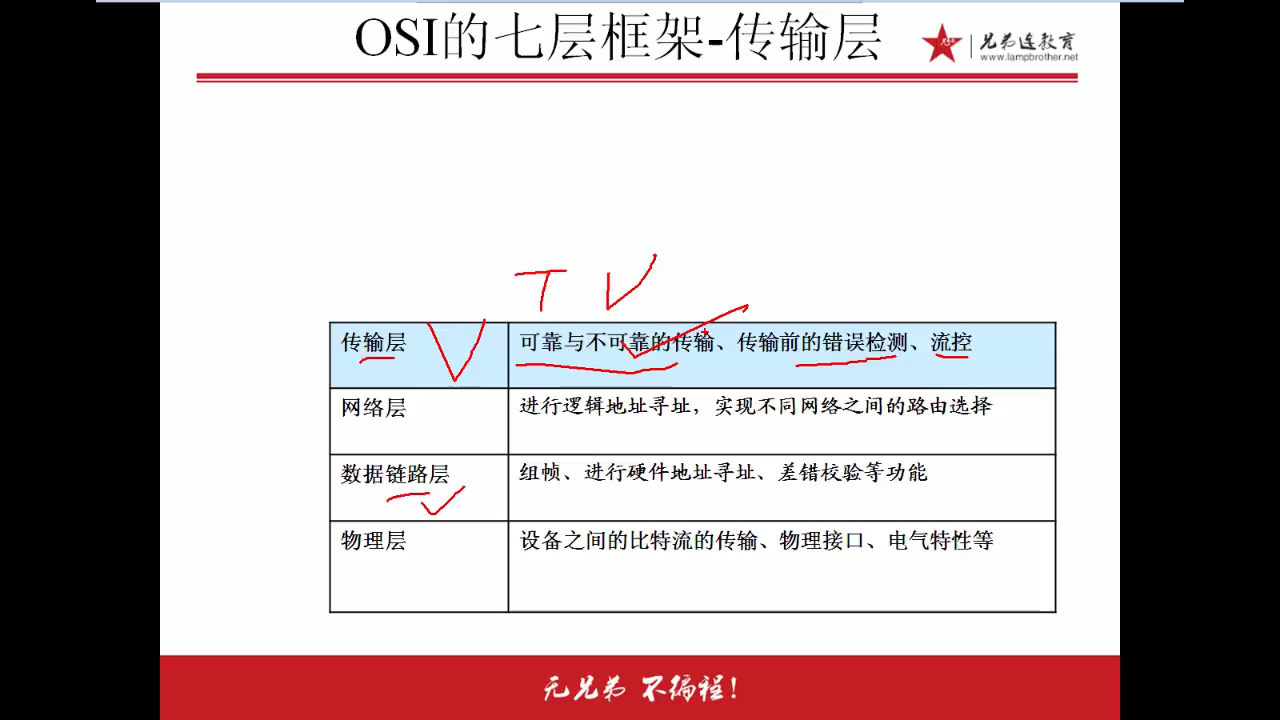 OSI的七层框架-传输层
兄弟连教育
www.lampbrother.net
T
传输层 可靠与不可靠的传输、传输前的错误检测、流控
网络层 进行逻辑地址寻址，实现不同网络之间的路由选择
数据链路层 组帧、进行硬件地址寻址、差错校验等功能
物理层 设备之间的比特流的传输、物理接口、电气特性等
无兄弟 不编程！